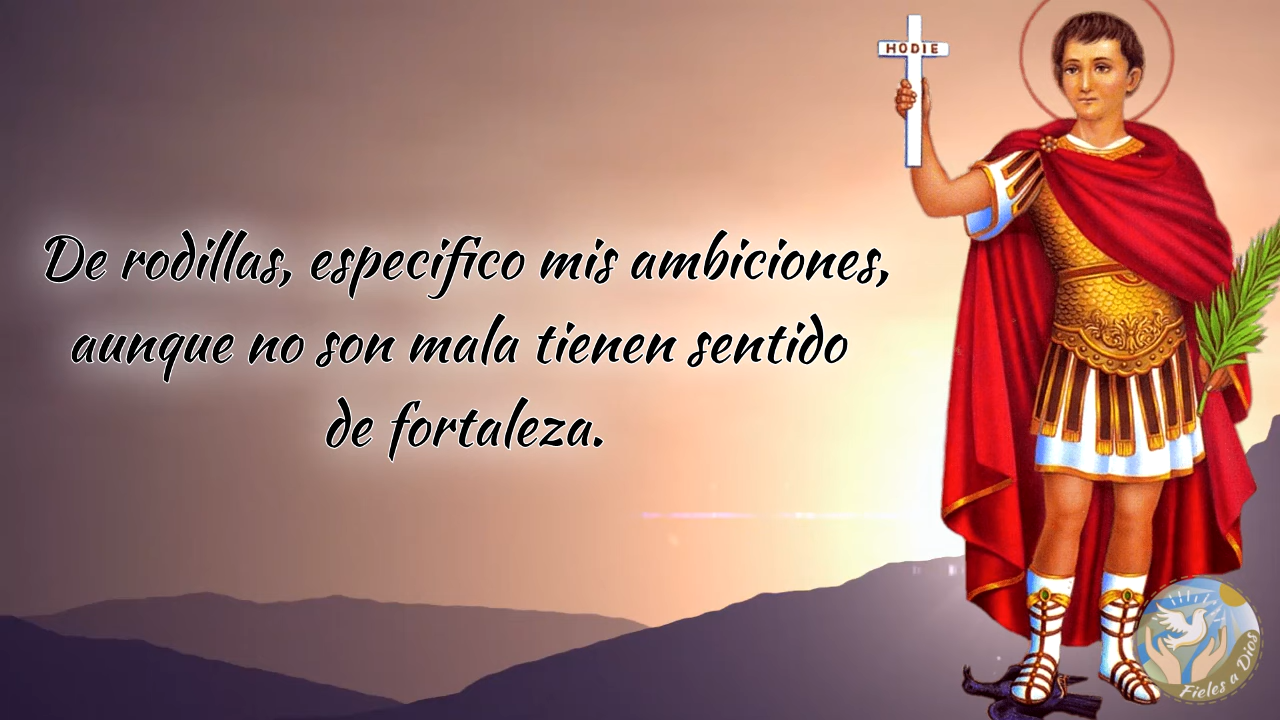 HODIE
De rodillas, especifico mis ambiciones,
aunque no son mala tienen sentido
de fortaleza.
Fieles a Dios